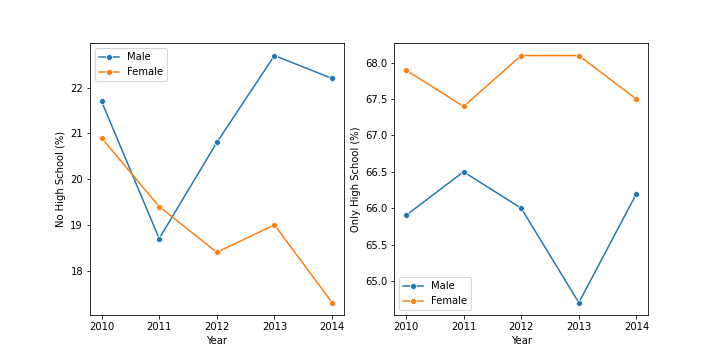 Male
Female
22
21
20
19
18
No High School (%)
2010 2011 2012 2013 2014
Year
Male
Female
68.0
67.5
67.0
66.5
66.0
65.5
65.0
Only High School (%)
2010 2011 2012 2013 2014
Year